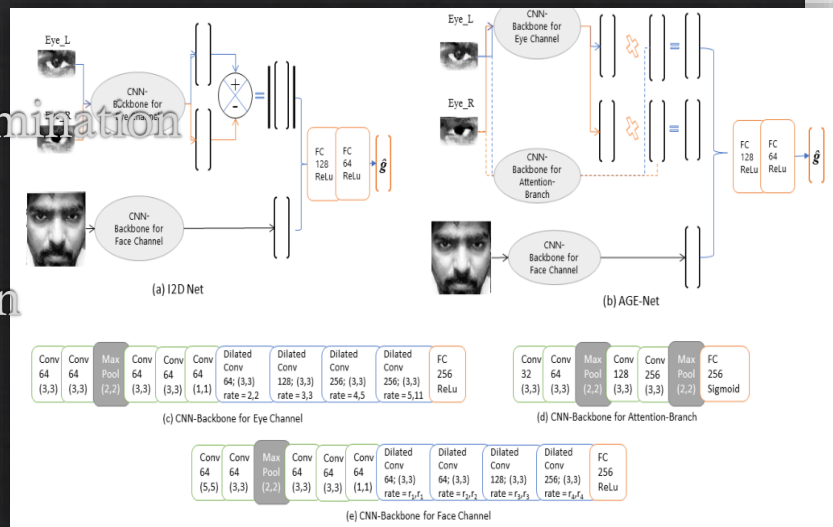 Eye_L
CNN-
Backbone for
Eye Channel
mination
+
-
=
FC
128
ReLu
FC
64
ReLu
ĝ
CNN-
Backbone for
Face Channel
(a) I2D Net
n
CNN-
Backbone for
Eye Channel
Eye_L
Eye_R
=
=
CNN-
Backbone for
Attention-
Branch
FC
128
ReLu
FC
64
ReLu
ĝ
CNN-
Backbone for
Face Channel
(b) AGE-Net
Conv
64
(3,3)
Conv
64
(3,3)
Max
Pool
(2,2)
Conv
64
(3,3)
Conv
64
(3,3)
Conv
64
(1,1)
Dilated
Conv
64; (3,3)
rate = 2,2
Dilated
Conv
128; (3,3)
rate = 3,3
Dilated
Conv
256; (3,3)
rate = 4,5
Dilated
Conv
256; (3,3)
rate = 5,11
FC
256
ReLu
(c) CNN-Backbone for Eye Channel
Conv
32
(3,3)
Conv
64
(3,3)
Max
Pool
(2,2)
Conv
128
(3,3)
Conv
256
(3,3)
Max
Pool
(2,2)
FC
256
Sigmoid
(d) CNN-Backbone for Attention-Branch
Conv
64
(5,5)
Conv
64
(3,3)
Max
Pool
(2,2)
Conv
64
(3,3)
Conv
64
(3,3)
Conv
64
(1,1)
Dilated
Conv
64; (3,3)
rate = r₁,r₁
Dilated
Conv
64; (3,3)
rate = r₂,r₂
Dilated
Conv
128; (3,3)
rate = r₃,r₃
Dilated
Conv
256; (3,3)
rate = r₄,r₄
FC
256
ReLu
(e) CNN-Backbone for Face Channel